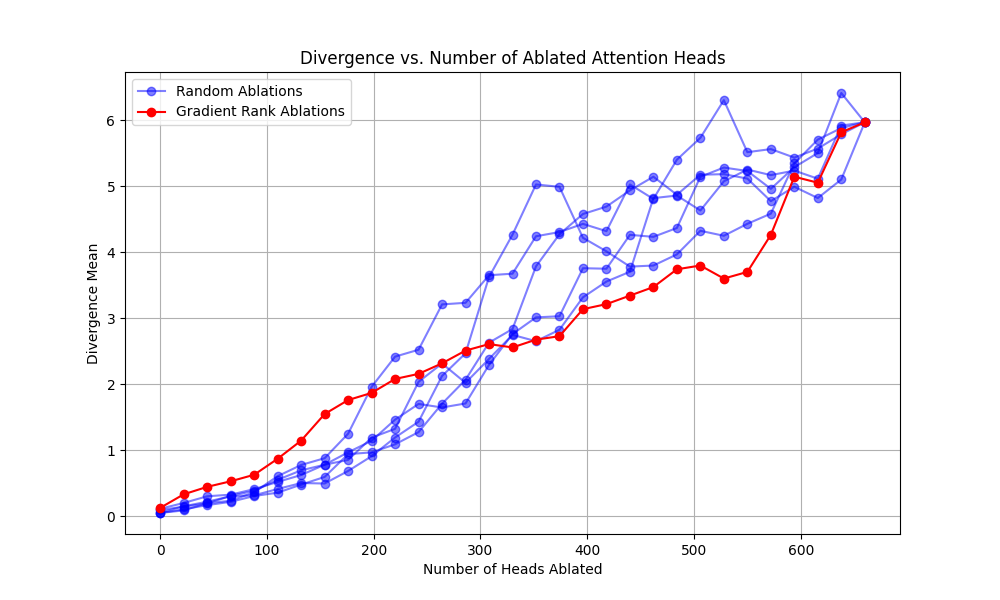 Divergence vs. Number of Ablated Attention Heads
Random Ablations
Gradient Rank Ablations
6
5
4
3
2
1
0
Divergence Mean
0 100 200 300 400 500 600
Number of Heads Ablated